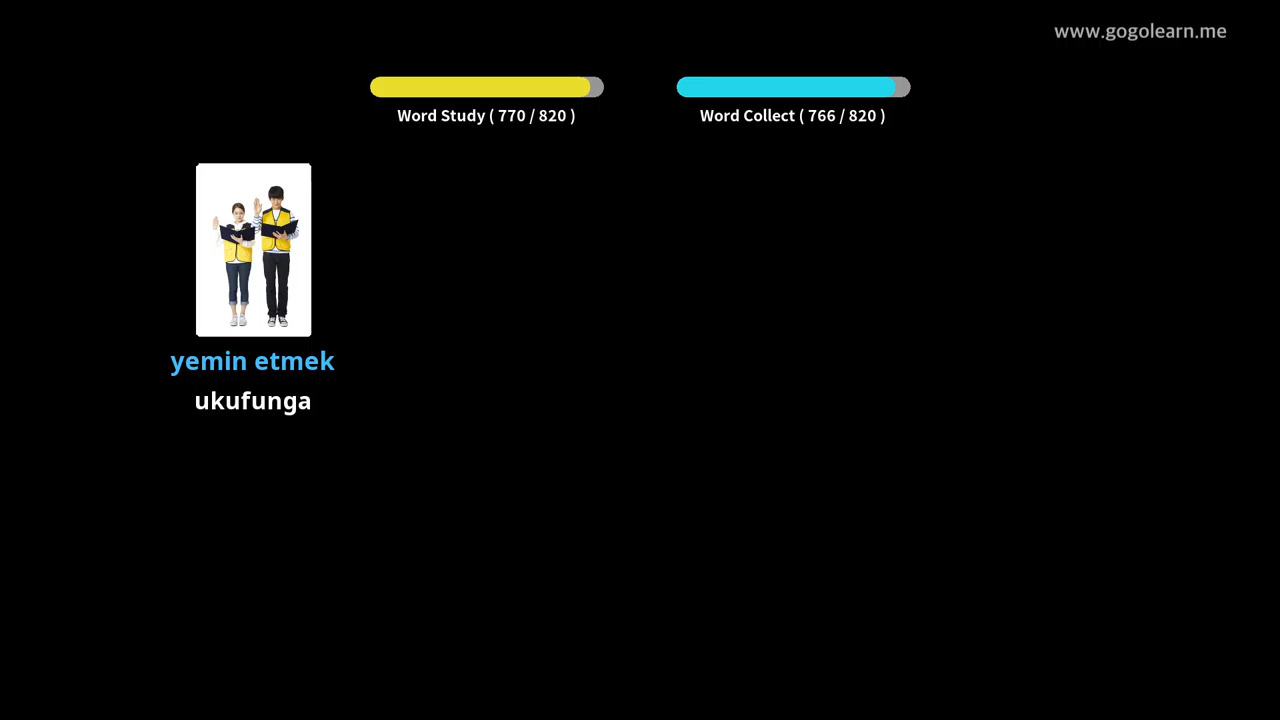 www.gogolearn.me
Word Study ( 770 / 820 )
Word Collect ( 766 / 820 )
yemin etmek
ukufunga